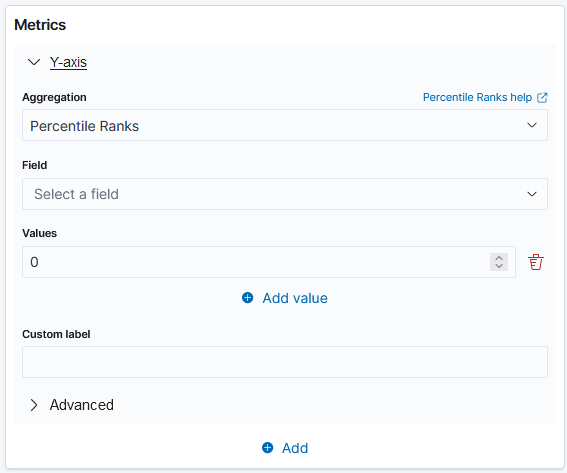 Metrics
Y-axis
Aggregation Percentile Ranks help
Percentile Ranks
Field
Select a field
Values
0
Add value
Custom label
Advanced
Add